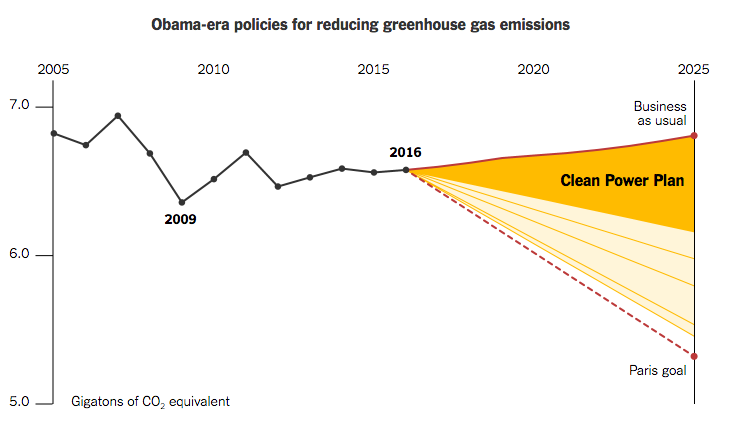 Obama-era policies for reducing greenhouse gas emissions
2005 2010 2015 2020 2025
7.0
Business
as usual
2016
Clean Power Plan
2009
6.0
Paris goal
5.0 Gigatons of CO₂ equivalent